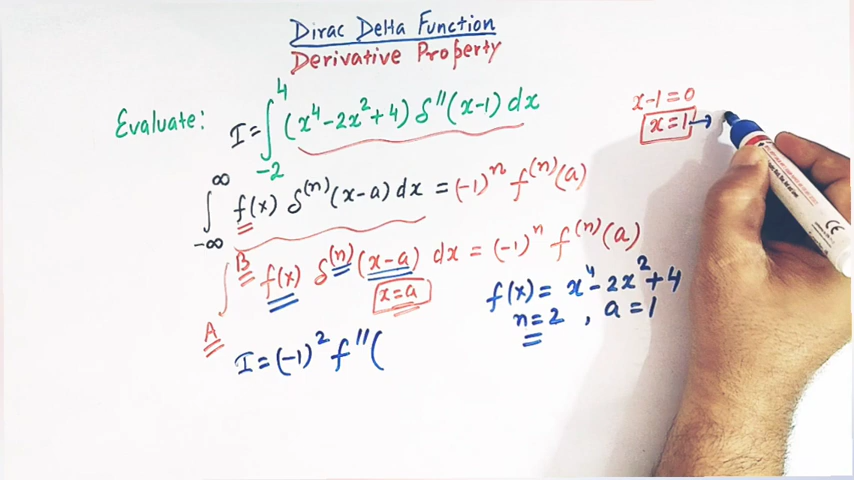 Dirac Delta Function
Derivative Property
Evaluate: I = ∫_{-2}^{4} (x⁴ - 2x² + 4) δ''(x-1) dx
x-1=0
x=1 →
∫_{-∞}^{∞} f(x) δ⁽ⁿ⁾(x-a) dx = (-1)ⁿ f⁽ⁿ⁾(a)
∫_{A}^{B} f(x) δ⁽ⁿ⁾(x-a) dx = (-1)ⁿ f⁽ⁿ⁾(a)
x=a
f(x) = x⁴ - 2x² + 4
n=2 , a=1
I = (-1)² f''(